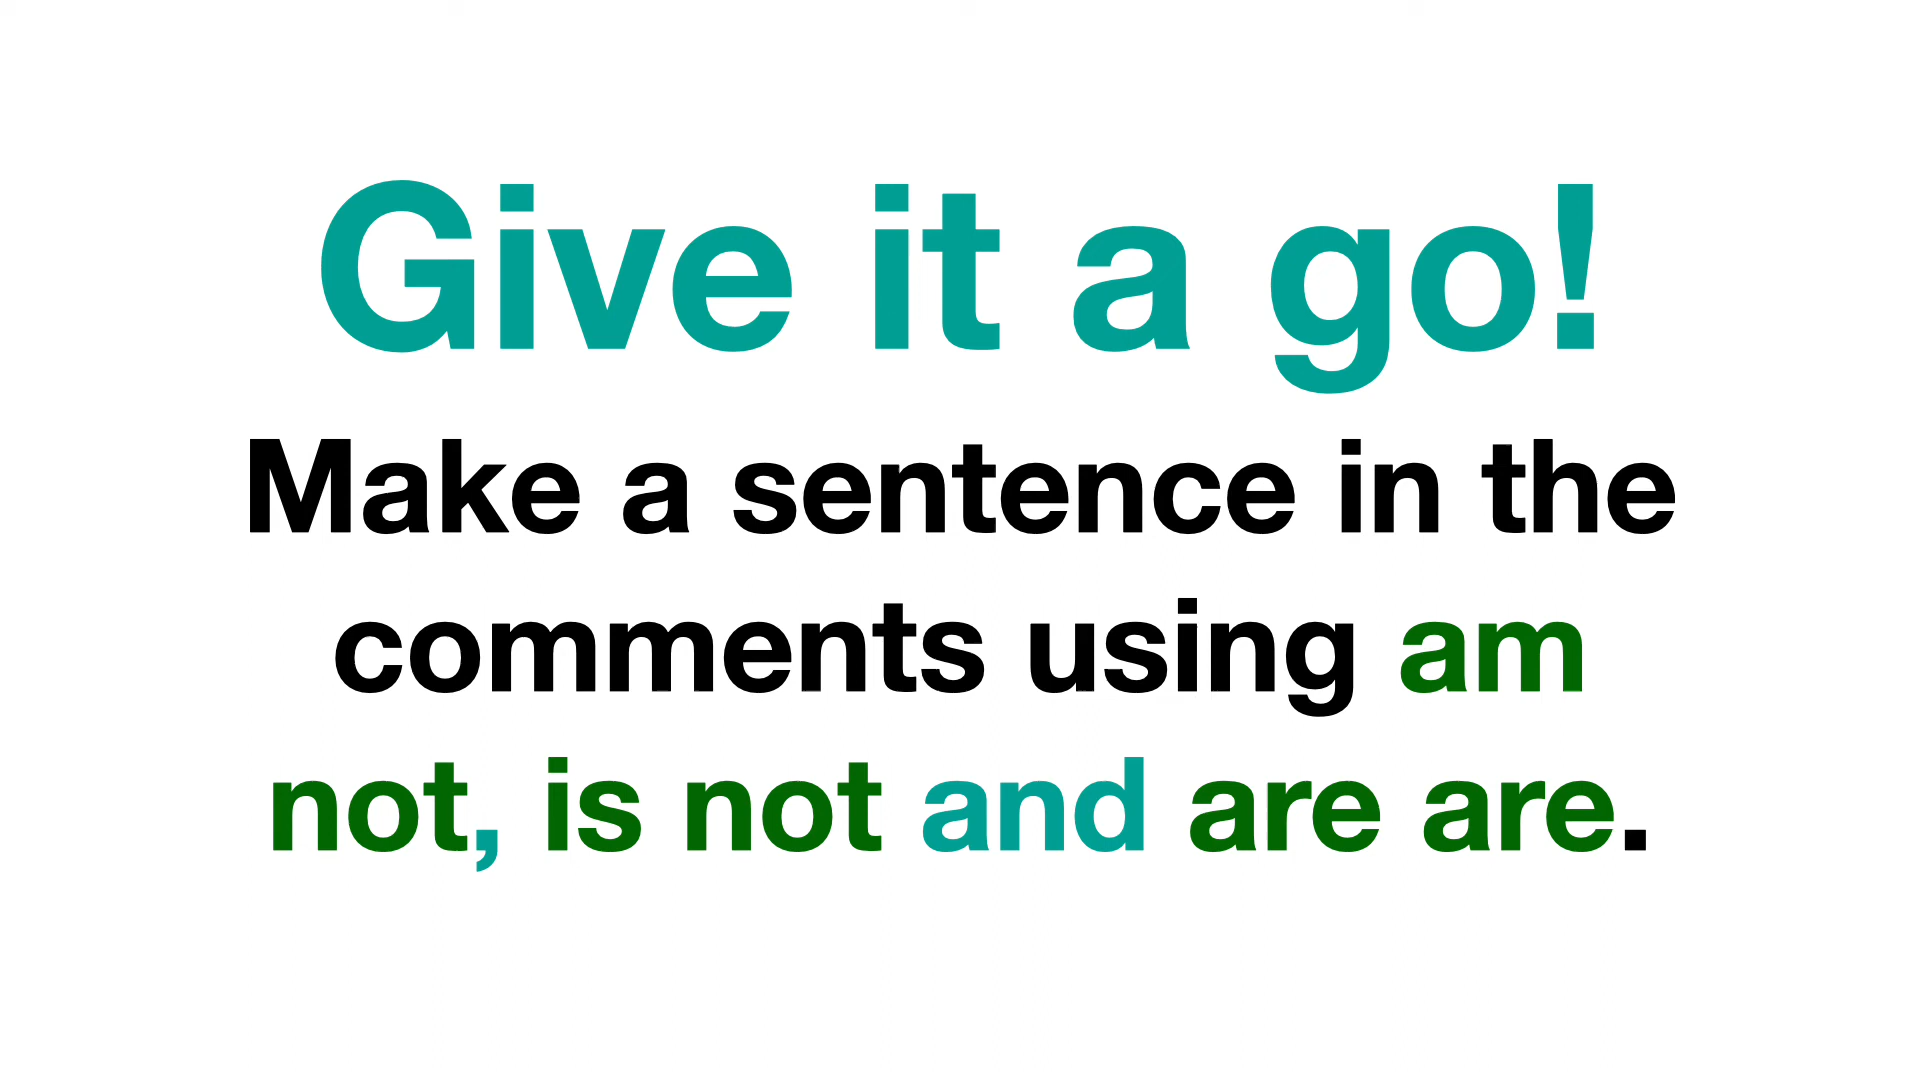 Give it a go!
Make a sentence in the
comments using am
not, is not and are are.